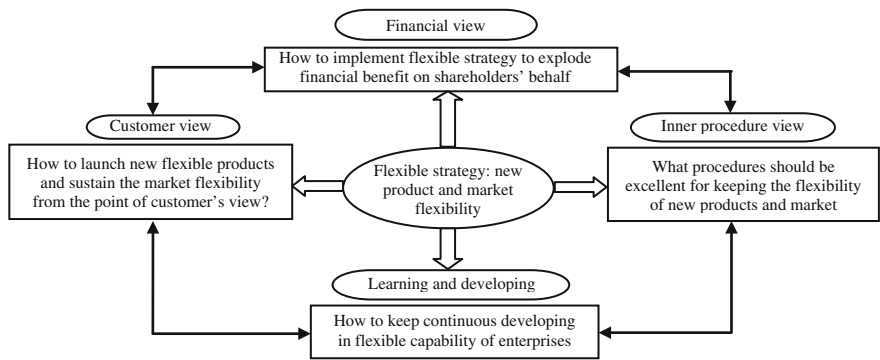 Financial view
How to implement flexible strategy to explode
financial benefit on shareholders' behalf
Customer view
How to launch new flexible products
and sustain the market flexibility
from the point of customer's view?
Flexible strategy: new
product and market
flexibility
Inner procedure view
What procedures should be
excellent for keeping the flexibility
of new products and market
Learning and developing
How to keep continuous developing
in flexible capability of enterprises